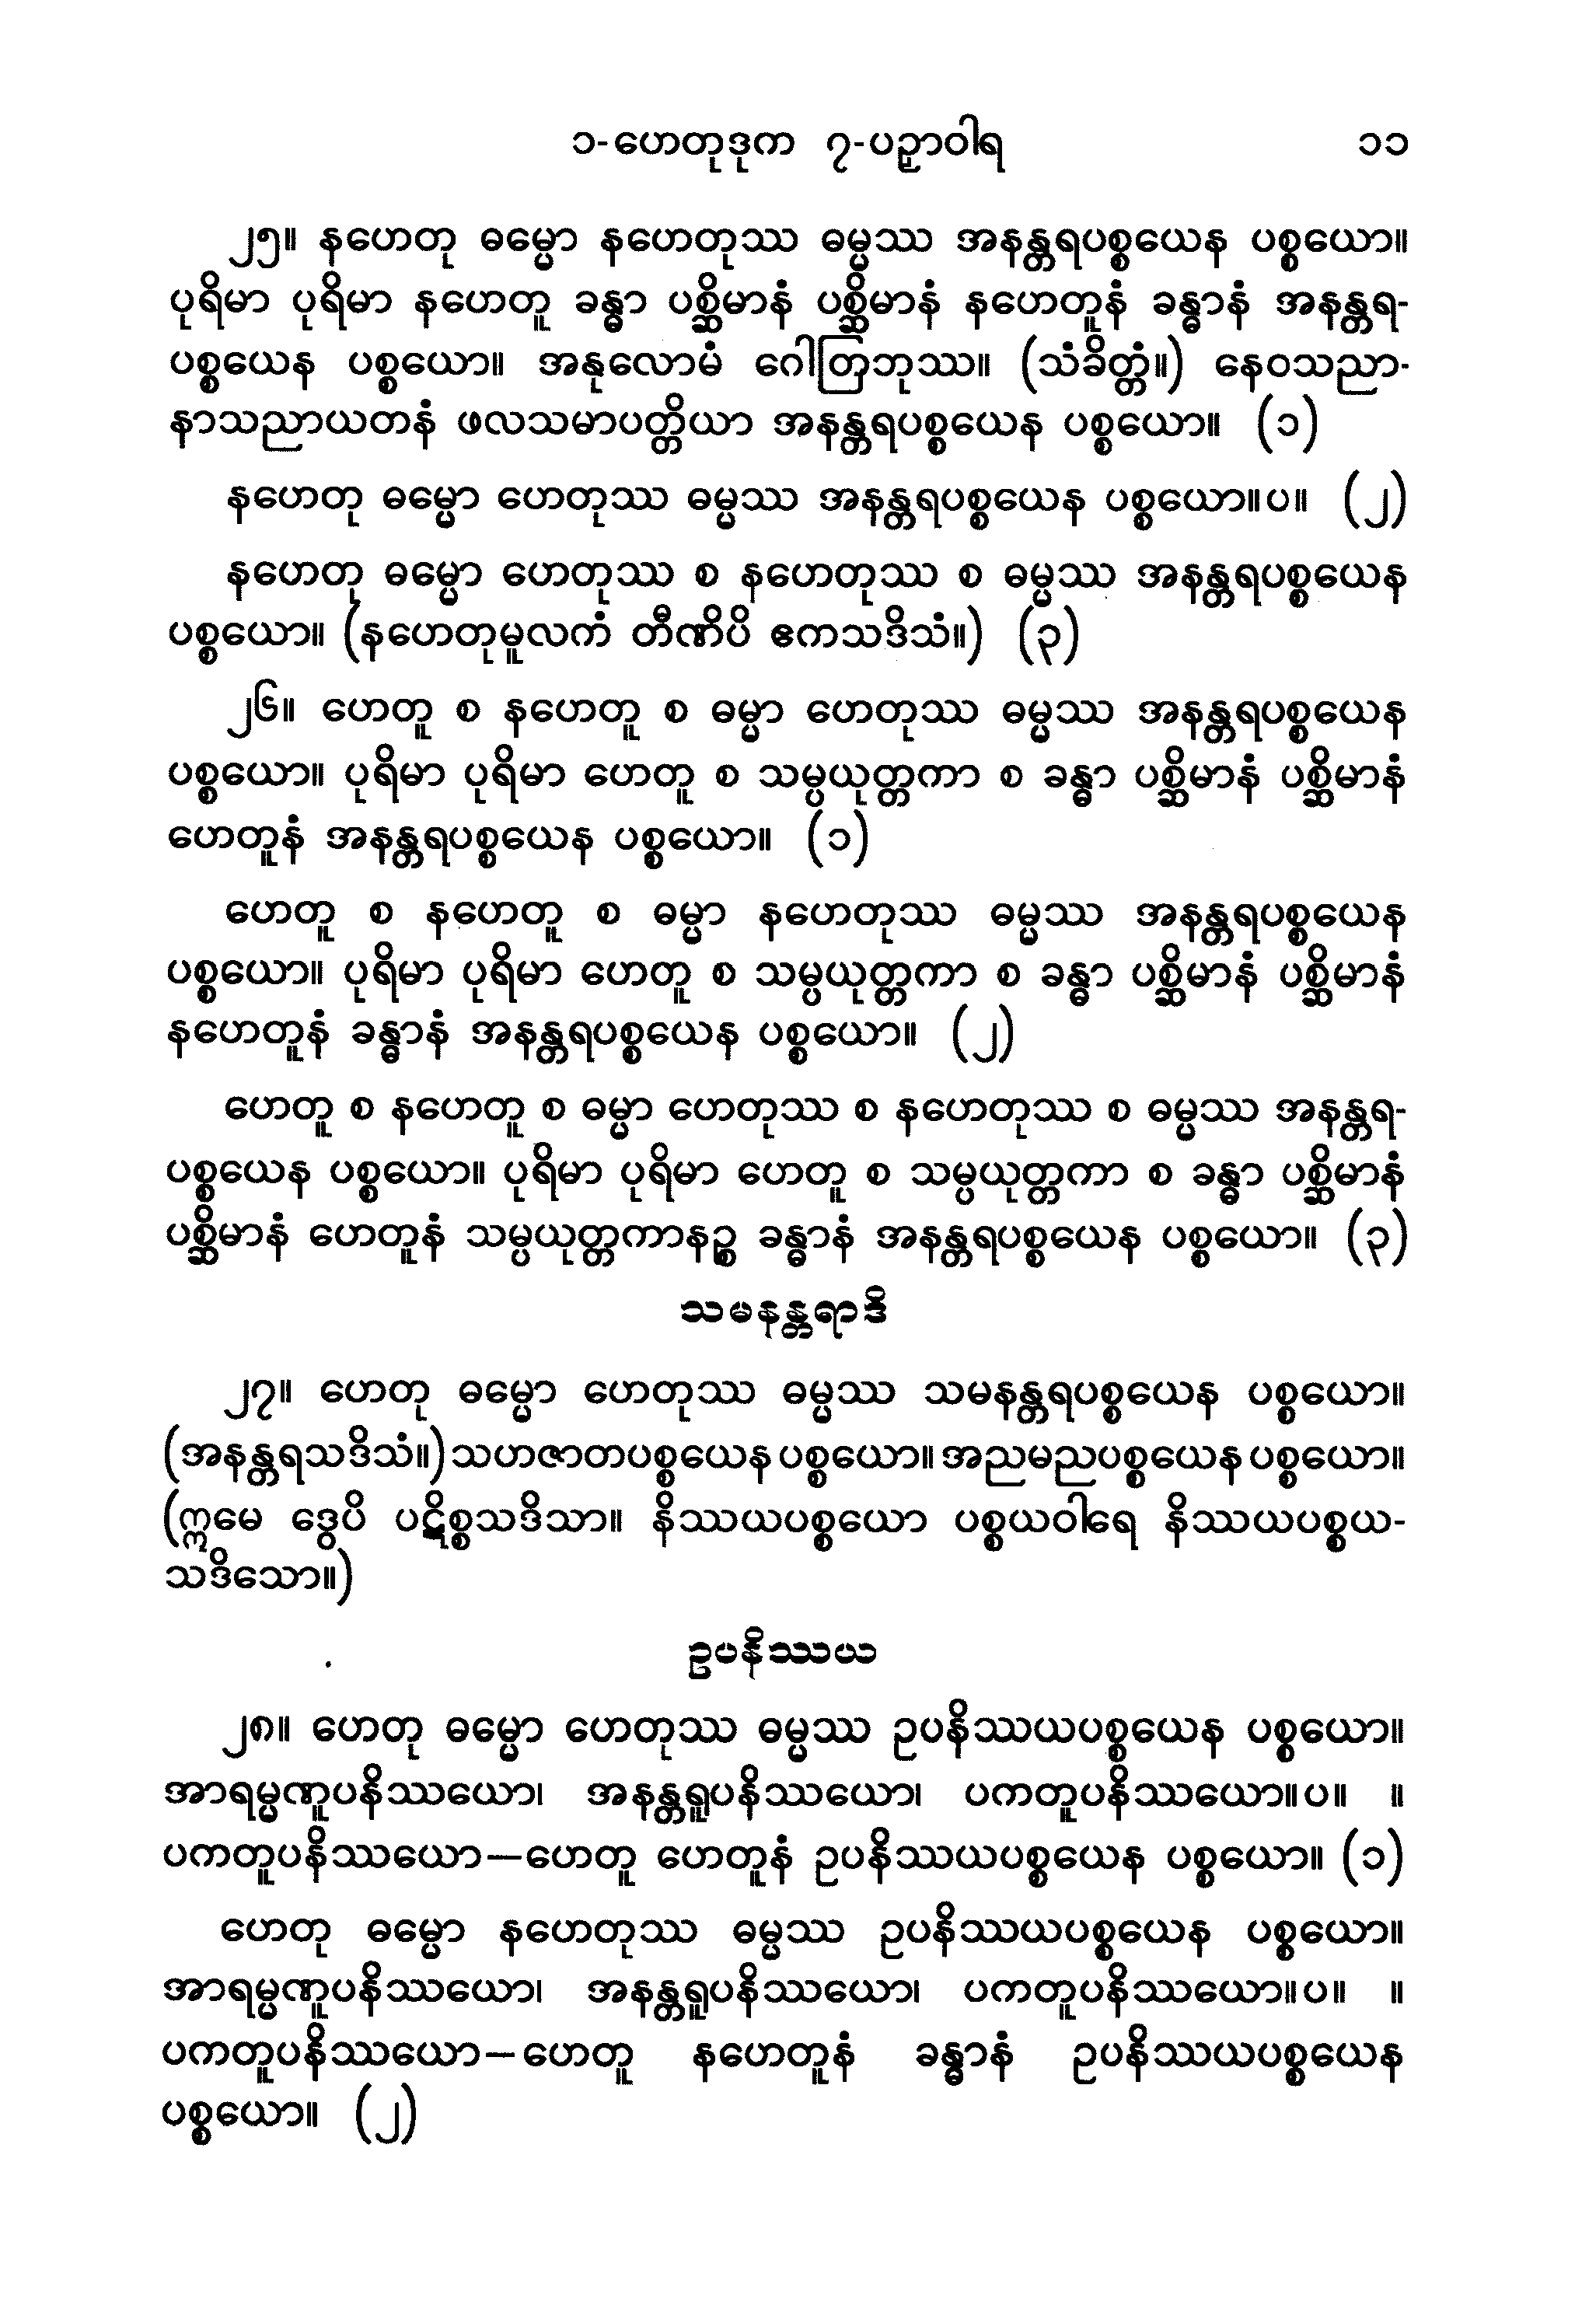 ၁-ဟေတုဒုက ၇-ပဉှာဝါရ ၁၁
၂၅။ နဟေတု ဓမ္မော နဟေတုဿ ဓမ္မဿ အနန္တရပစ္စယေန ပစ္စယော။
ပုရိမာ ပုရိမာ နဟေတူ ခန္ဓာ ပစ္ဆိမာနံ ပစ္ဆိမာနံ နဟေတူနံ ခန္ဓာနံ အနန္တရ-
ပစ္စယေန ပစ္စယော။ အနုလောမံ ဂေါတြဘုဿ။ (သံခိတ္တံ။) နေဝသညာ-
နာသညာယတနံ ဖလသမာပတ္တိယာ အနန္တရပစ္စယေန ပစ္စယော။ (၁)
နဟေတု ဓမ္မော ဟေတုဿ ဓမ္မဿ အနန္တရပစ္စယေန ပစ္စယော။ပ။ (၂)
နဟေတု ဓမ္မော ဟေတုဿ စ နဟေတုဿ စ ဓမ္မဿ အနန္တရပစ္စယေန
ပစ္စယော။ (နဟေတုမူလကံ တီဏိပိ ဧကသဒိသံ။) (၃)
၂၆။ ဟေတူ စ နဟေတူ စ ဓမ္မာ ဟေတုဿ ဓမ္မဿ အနန္တရပစ္စယေန
ပစ္စယော။ ပုရိမာ ပုရိမာ ဟေတူ စ သမ္ပယုတ္တကာ စ ခန္ဓာ ပစ္ဆိမာနံ ပစ္ဆိမာနံ
ဟေတူနံ အနန္တရပစ္စယေန ပစ္စယော။ (၁)
ဟေတူ စ နဟေတူ စ ဓမ္မာ နဟေတုဿ ဓမ္မဿ အနန္တရပစ္စယေန
ပစ္စယော။ ပုရိမာ ပုရိမာ ဟေတူ စ သမ္ပယုတ္တကာ စ ခန္ဓာ ပစ္ဆိမာနံ ပစ္ဆိမာနံ
နဟေတူနံ ခန္ဓာနံ အနန္တရပစ္စယေန ပစ္စယော။ (၂)
ဟေတူ စ နဟေတူ စ ဓမ္မာ ဟေတုဿ စ နဟေတုဿ စ ဓမ္မဿ အနန္တရ-
ပစ္စယေန ပစ္စယော။ ပုရိမာ ပုရိမာ ဟေတူ စ သမ္ပယုတ္တကာ စ ခန္ဓာ ပစ္ဆိမာနံ
ပစ္ဆိမာနံ ဟေတူနံ သမ္ပယုတ္တကာနဉ္စ ခန္ဓာနံ အနန္တရပစ္စယေန ပစ္စယော။ (၃)
သမနန္တရာဒိ
၂၇။ ဟေတု ဓမ္မော ဟေတုဿ ဓမ္မဿ သမနန္တရပစ္စယေန ပစ္စယော။
(အနန္တရသဒိသံ။) သဟဇာတပစ္စယေန ပစ္စယော။ အညမညပစ္စယေန ပစ္စယော။
(ဣမေ ဒွေပိ ပဋိစ္စသဒိသာ။ နိဿယပစ္စယော ပစ္စယဝါရေ နိဿယပစ္စယ-
သဒိသော။)
ဥပနိဿယ
၂၈။ ဟေတု ဓမ္မော ဟေတုဿ ဓမ္မဿ ဥပနိဿယပစ္စယေန ပစ္စယော။
အာရမ္မဏူပနိဿယော၊ အနန္တရူပနိဿယော၊ ပကတူပနိဿယော။ပ။ ။
ပကတူပနိဿယော—ဟေတူ ဟေတူနံ ဥပနိဿယပစ္စယေန ပစ္စယော။ (၁)
ဟေတု ဓမ္မော နဟေတုဿ ဓမ္မဿ ဥပနိဿယပစ္စယေန ပစ္စယော။
အာရမ္မဏူပနိဿယော၊ အနန္တရူပနိဿယော၊ ပကတူပနိဿယော။ပ။ ။
ပကတူပနိဿယော—ဟေတူ နဟေတူနံ ခန္ဓာနံ ဥပနိဿယပစ္စယေန
ပစ္စယော။ (၂)